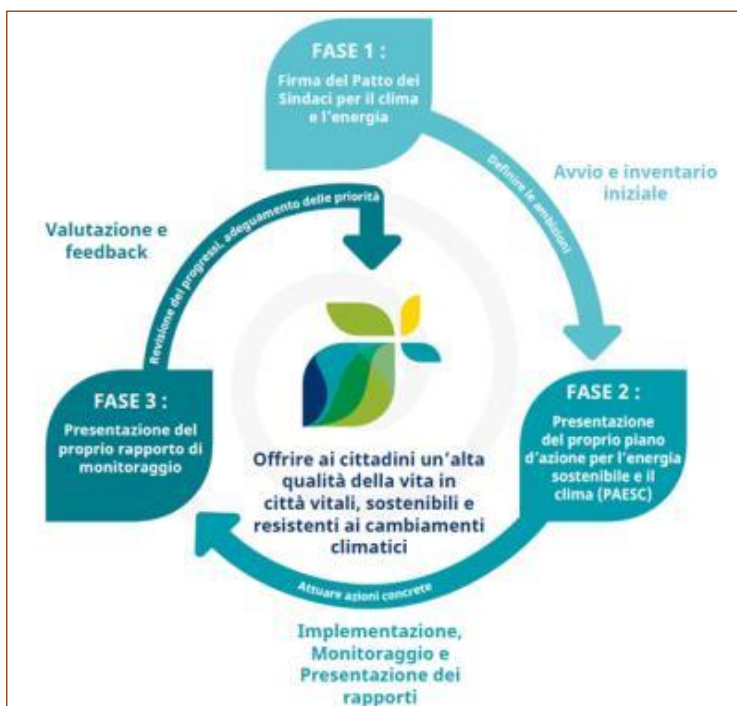 FASE 1 :
Firma del Patto dei
Sindaci per il clima
e l'energia
Definire le ambizioni
Avvio e inventario
iniziale
FASE 2 :
Presentazione
del proprio piano
d'azione per l'energia
sostenibile e il
clima (PAESC)
Attuare azioni concrete
Implementazione,
Monitoraggio e
Presentazione dei
rapporti
FASE 3 :
Presentazione del
proprio rapporto di
monitoraggio
Revisione dei progressi, adeguamento delle priorità
Valutazione e
feedback
Offrire ai cittadini un'alta
qualità della vita in
città vitali, sostenibili e
resistenti ai cambiamenti
climatici